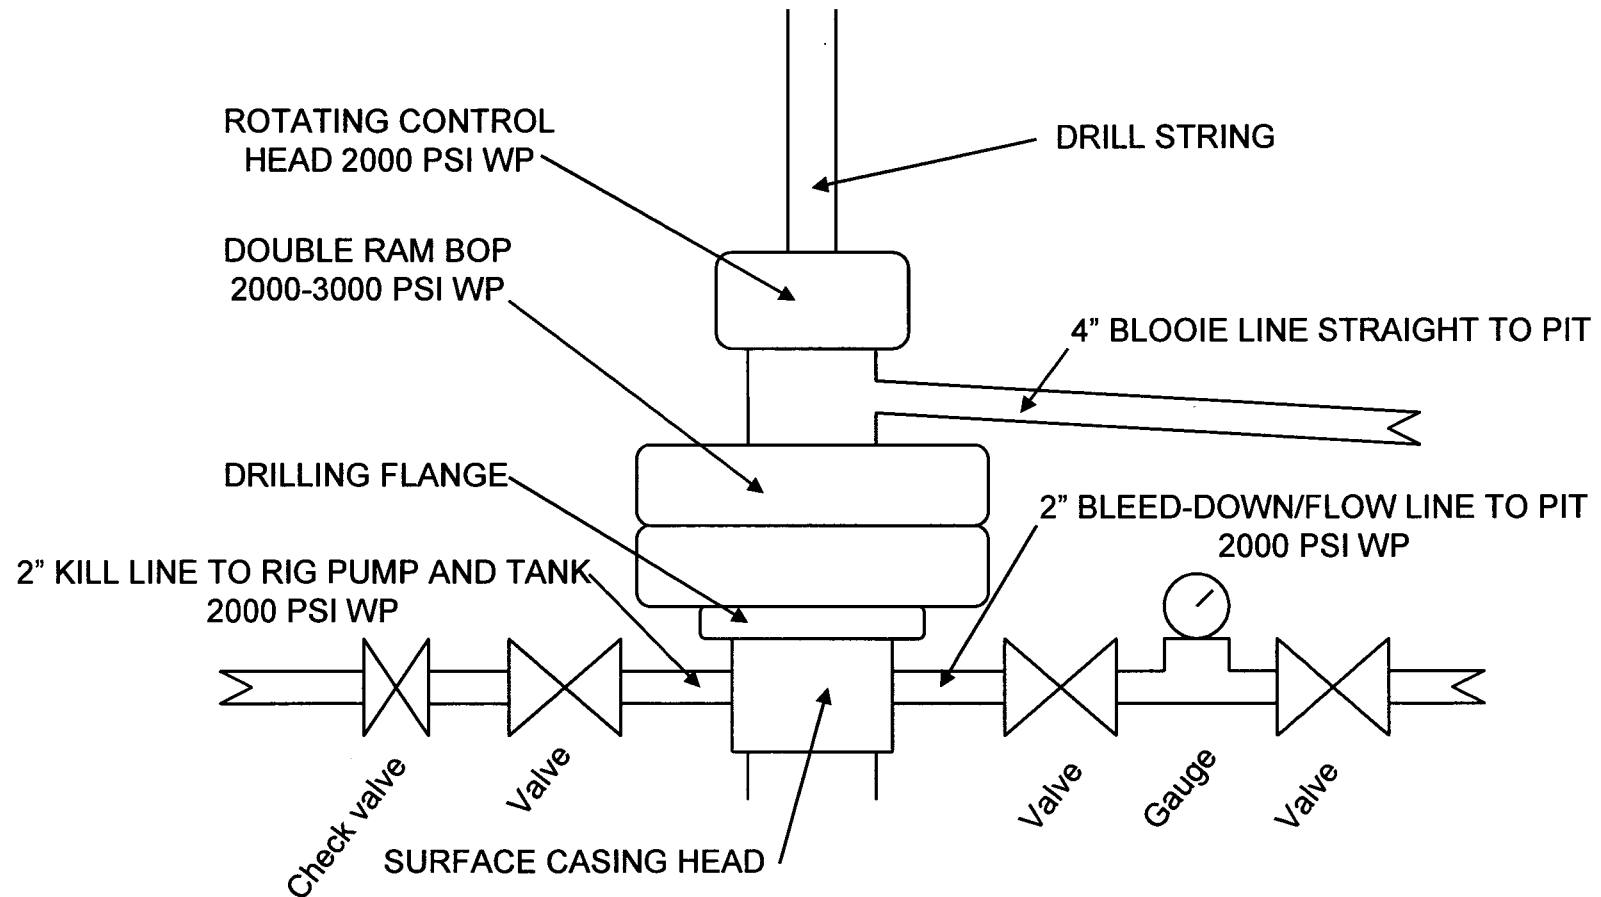 ROTATING CONTROL
HEAD 2000 PSI WP
DRILL STRING
DOUBLE RAM BOP
2000-3000 PSI WP
4” BLOOIE LINE STRAIGHT TO PIT
DRILLING FLANGE
2” BLEED-DOWN/FLOW LINE TO PIT
2000 PSI WP
2” KILL LINE TO RIG PUMP AND TANK
2000 PSI WP
Check valve
Valve
Valve
Gauge
Valve
SURFACE CASING HEAD